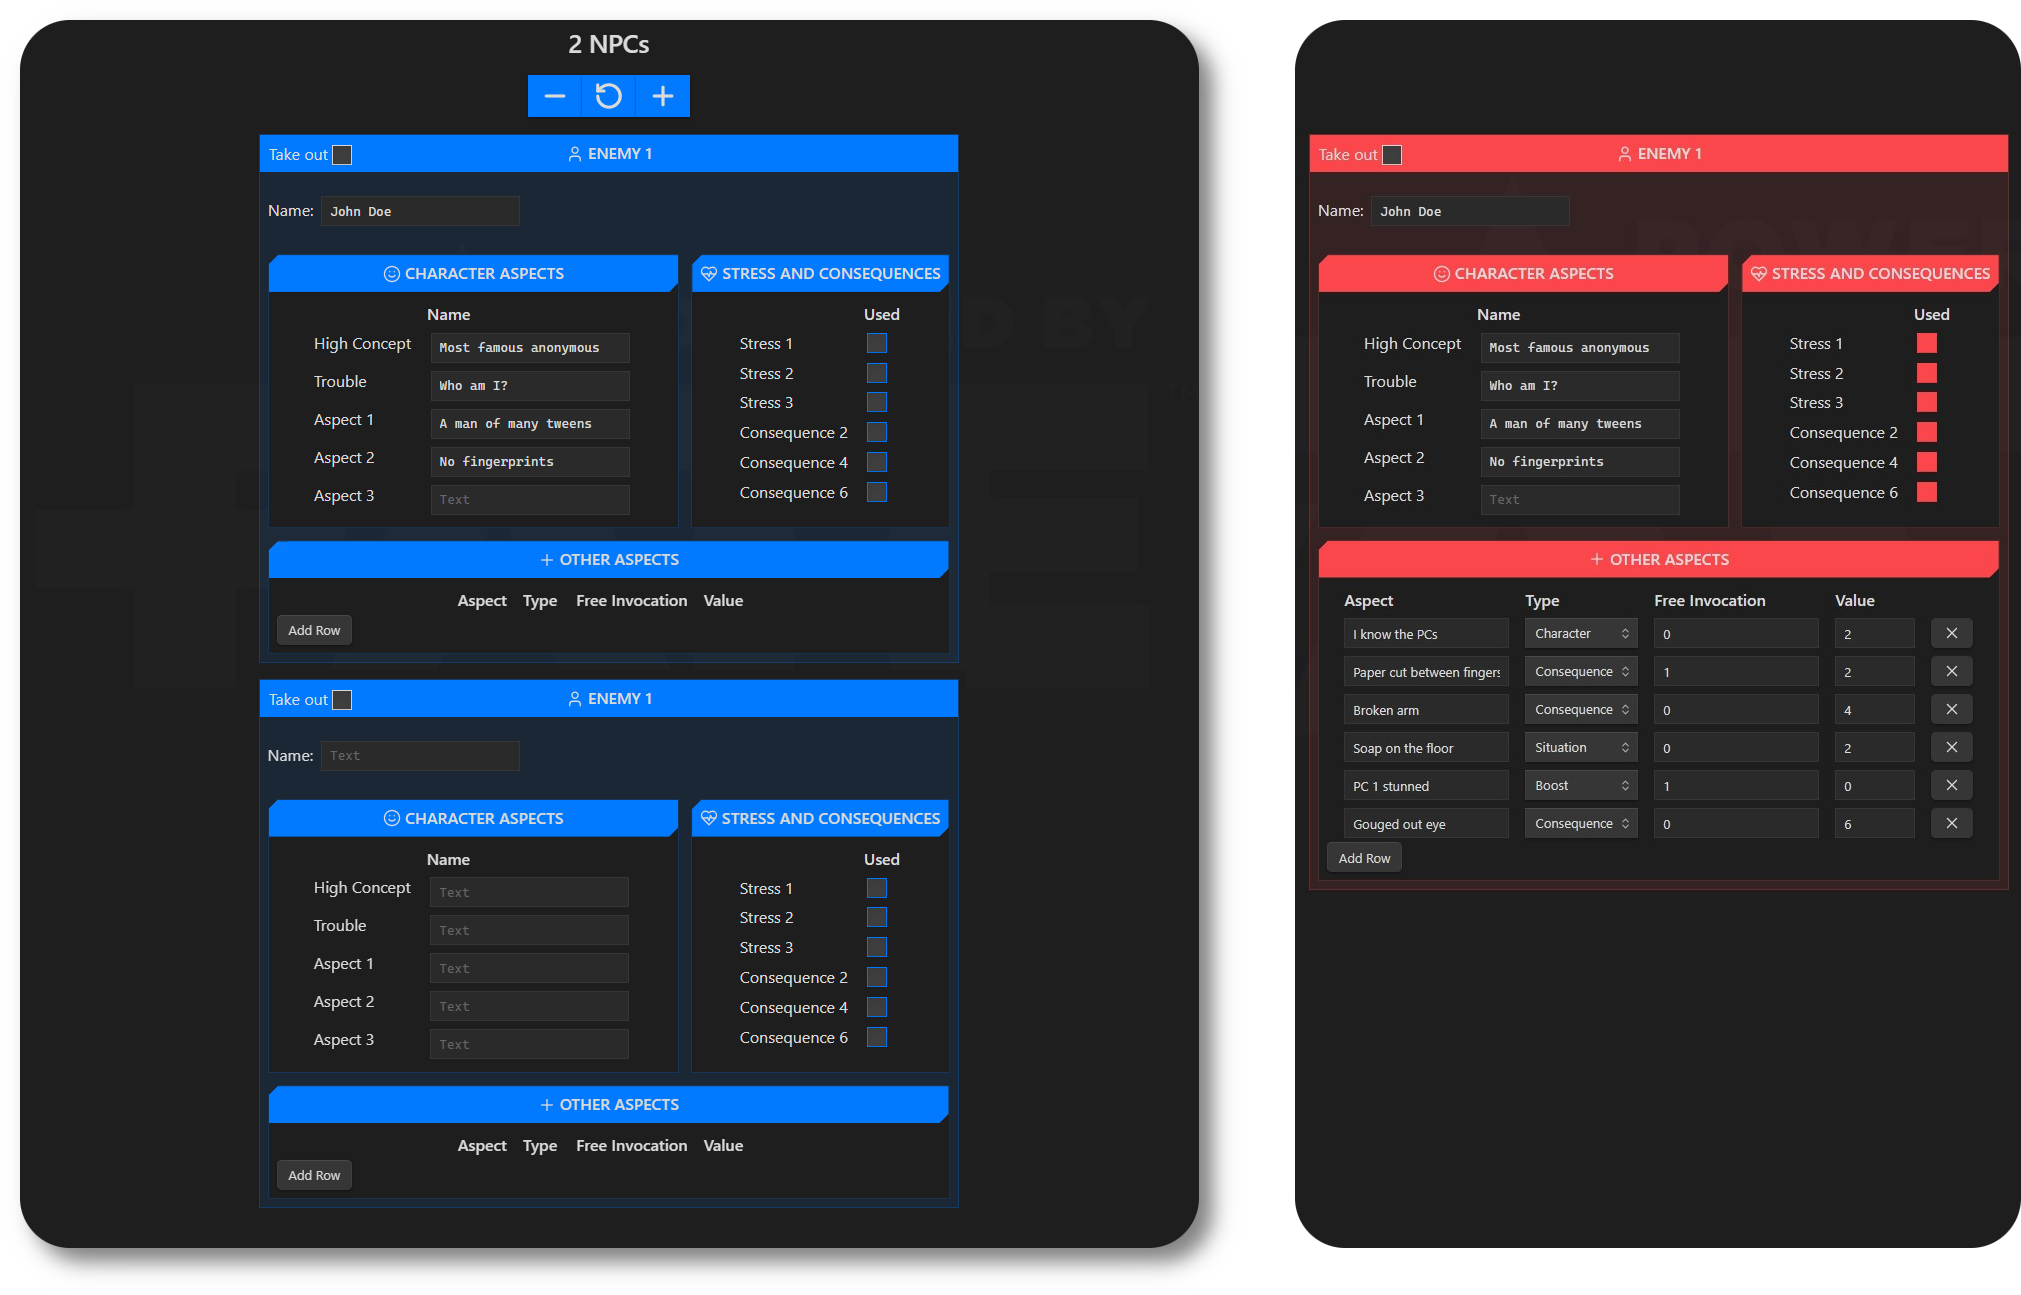 2 NPCs
Take out
ENEMY 1
Name: John Doe
CHARACTER ASPECTS
Name
High Concept Most famous anonymous
Trouble Who am I?
Aspect 1 A man of many tweens
Aspect 2 No fingerprints
Aspect 3 Text
STRESS AND CONSEQUENCES
Used
Stress 1
Stress 2
Stress 3
Consequence 2
Consequence 4
Consequence 6
OTHER ASPECTS
Aspect Type Free Invocation Value
Add Row
Take out
ENEMY 1
Name: Text
CHARACTER ASPECTS
Name
High Concept Text
Trouble Text
Aspect 1 Text
Aspect 2 Text
Aspect 3 Text
STRESS AND CONSEQUENCES
Used
Stress 1
Stress 2
Stress 3
Consequence 2
Consequence 4
Consequence 6
OTHER ASPECTS
Aspect Type Free Invocation Value
Add Row
D BY
TM
Take out
ENEMY 1
Name: John Doe
POWE
CHARACTER ASPECTS
Name
High Concept Most famous anonymous
Trouble Who am I?
Aspect 1 A man of many tweens
Aspect 2 No fingerprints
Aspect 3 Text
STRESS AND CONSEQUENCES
Used
Stress 1
Stress 2
Stress 3
Consequence 2
Consequence 4
Consequence 6
OTHER ASPECTS
Aspect Type Free Invocation Value
I know the PCs Character 0 2
Paper cut between fingers Consequence 1 2
Broken arm Consequence 0 4
Soap on the floor Situation 0 2
PC 1 stunned Boost 1 0
Gouged out eye Consequence 0 6
Add Row